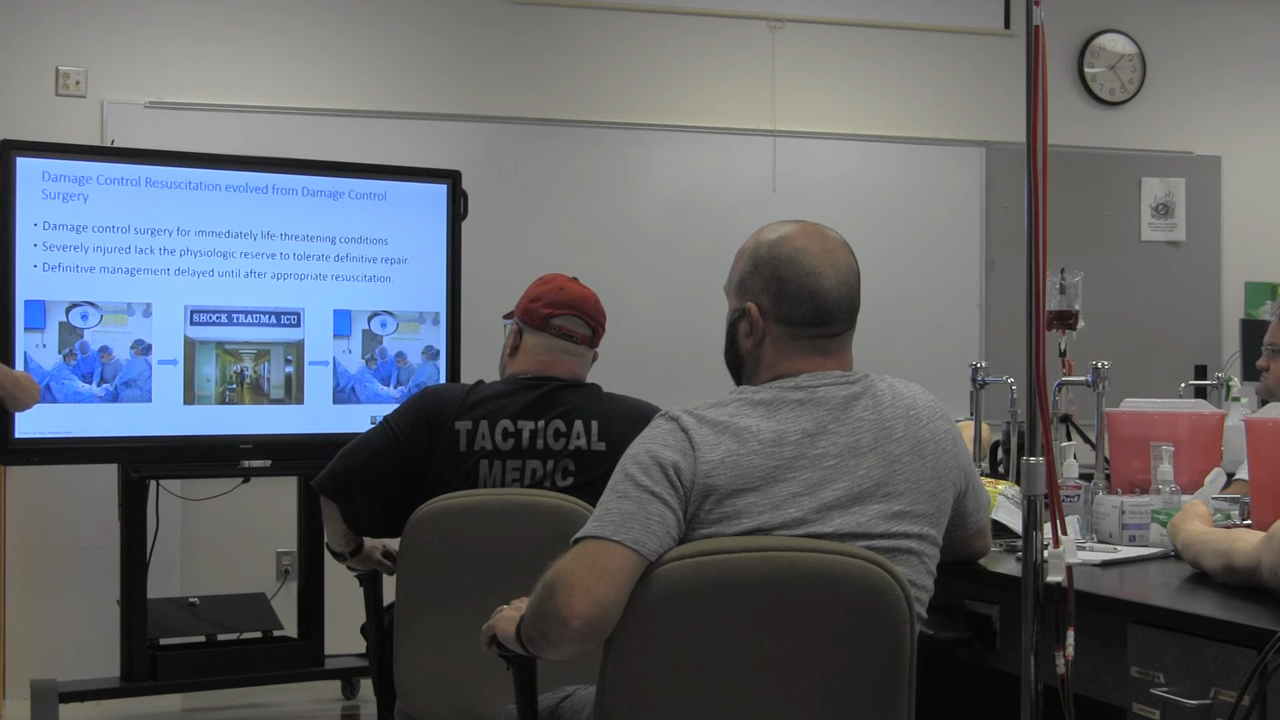 Damage Control Resuscitation evolved from Damage Control
Surgery
• Damage control surgery for immediately life-threatening conditions
• Severely injured lack the physiologic reserve to tolerate definitive repair.
• Definitive management delayed until after appropriate resuscitation.
SHOCK TRAUMA ICU
TACTICAL
MEDIC
Purell